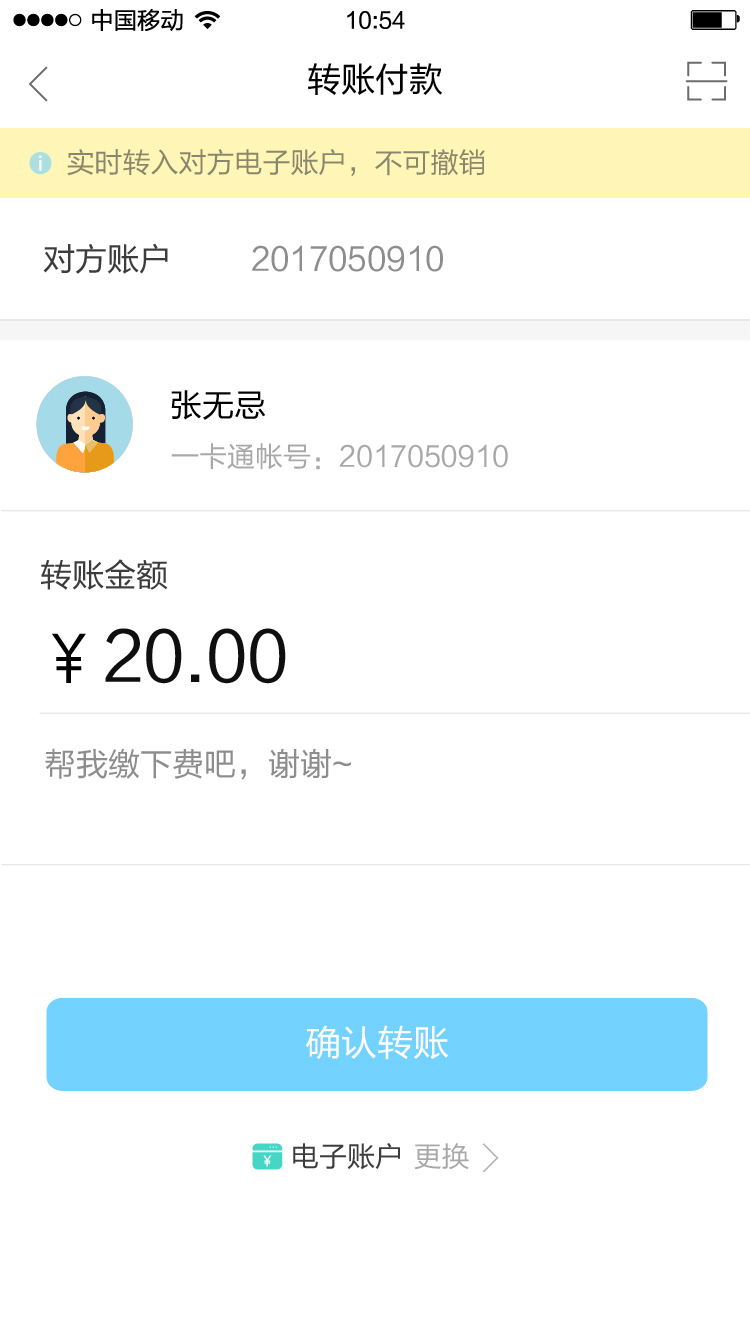 中国移动 10:54
转账付款
实时转入对方电子账户，不可撤销
对方账户 2017050910
张无忌
一卡通帐号：2017050910
转账金额
¥ 20.00
帮我缴下费吧，谢谢~
确认转账
电子账户 更换